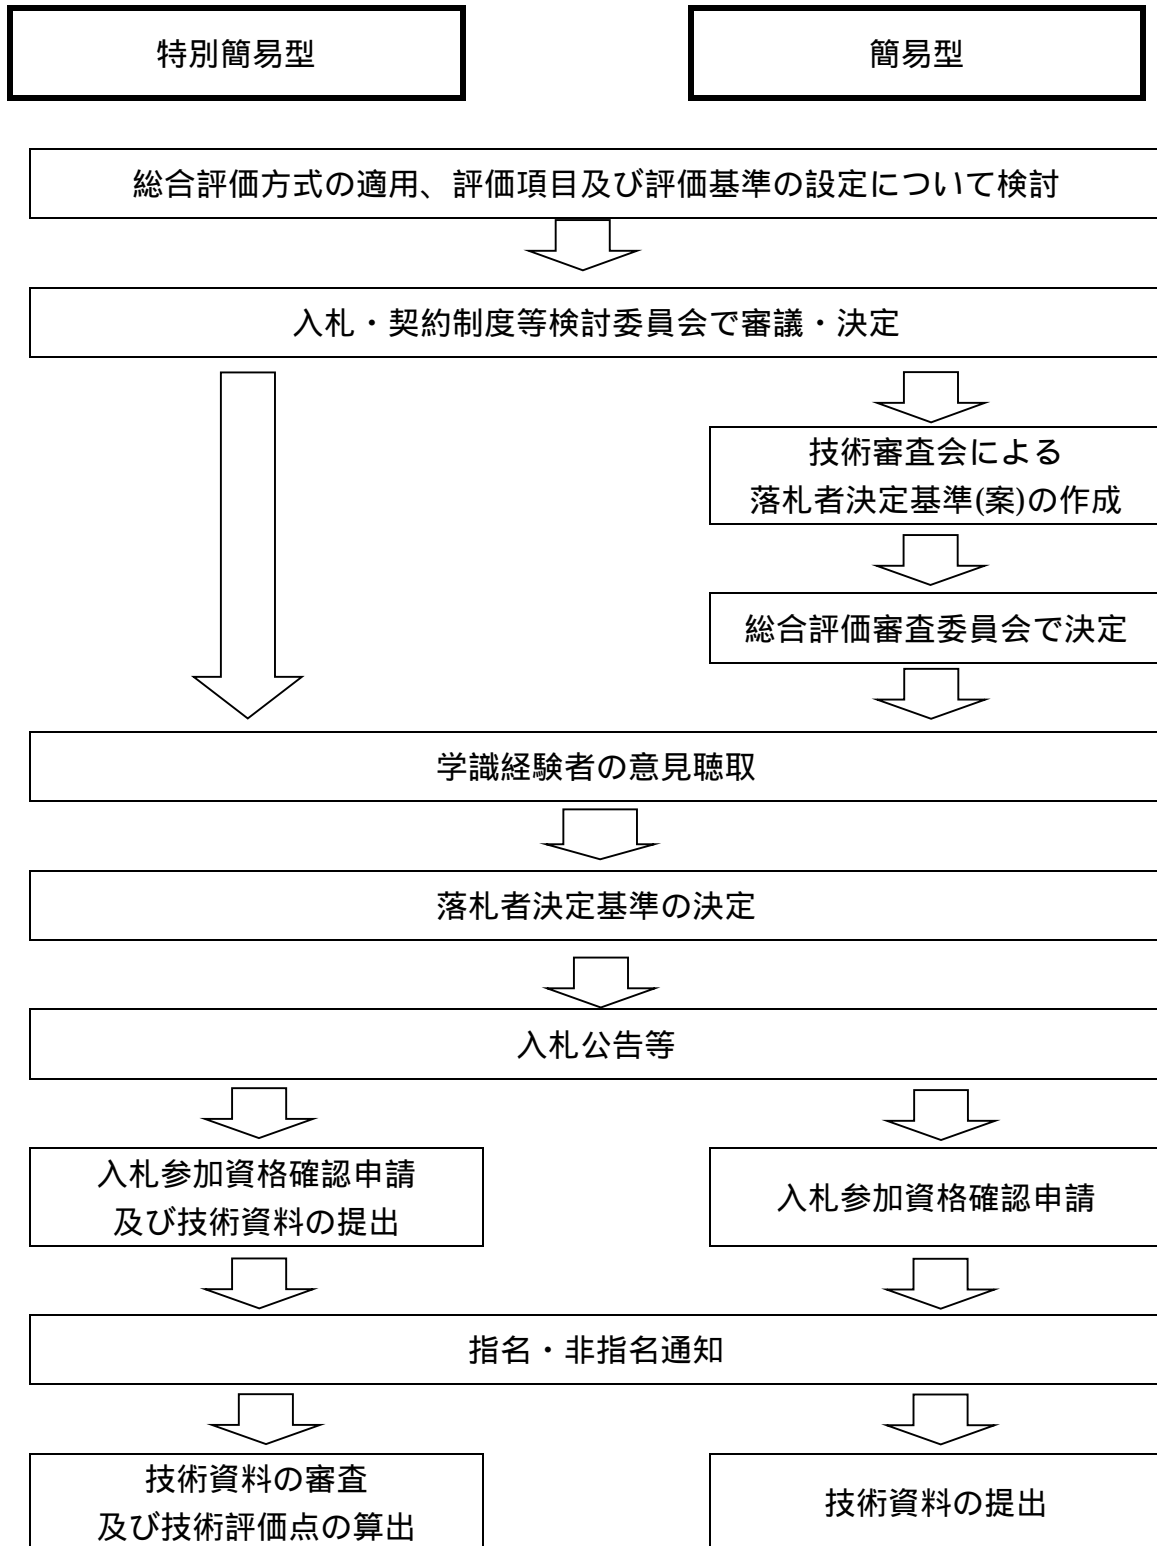 特別簡易型
簡易型
総合評価方式の適用、評価項目及び評価基準の設定について検討
入札・契約制度等検討委員会で審議・決定
技術審査会による
落札者決定基準(案)の作成
総合評価審査委員会で決定
学識経験者の意見聴取
落札者決定基準の決定
入札公告等
入札参加資格確認申請
及び技術資料の提出
入札参加資格確認申請
指名・非指名通知
技術資料の審査
及び技術評価点の算出
技術資料の提出